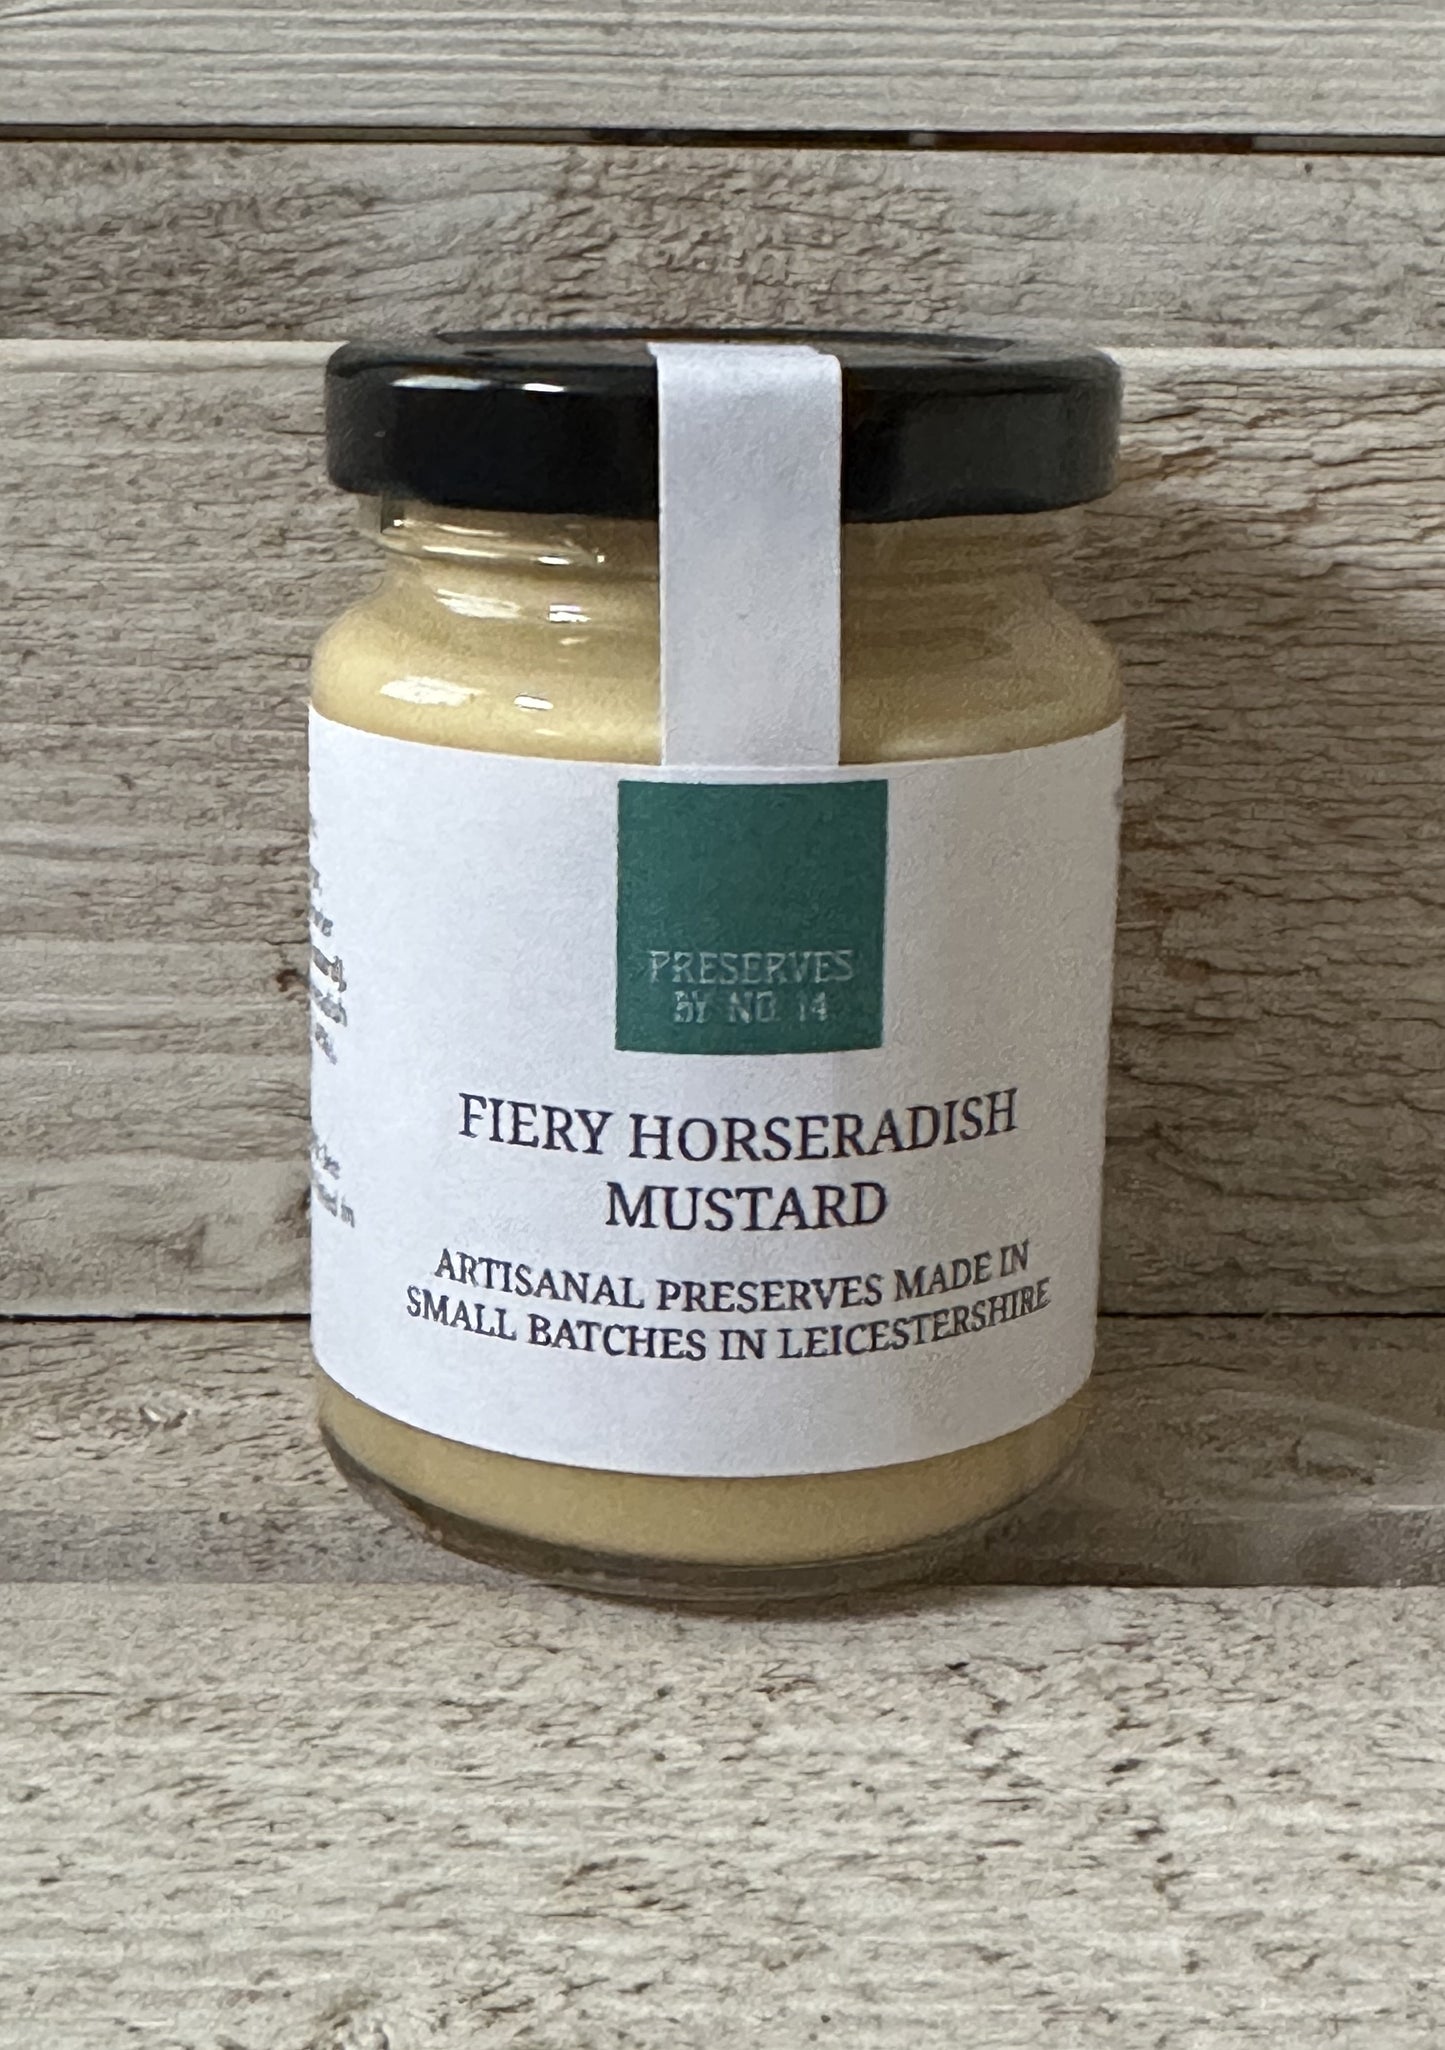 PRESERVES
BY NO. 14
FIERY HORSERADISH
MUSTARD
ARTISANAL PRESERVES MADE IN
SMALL BATCHES IN LEICESTERSHIRE